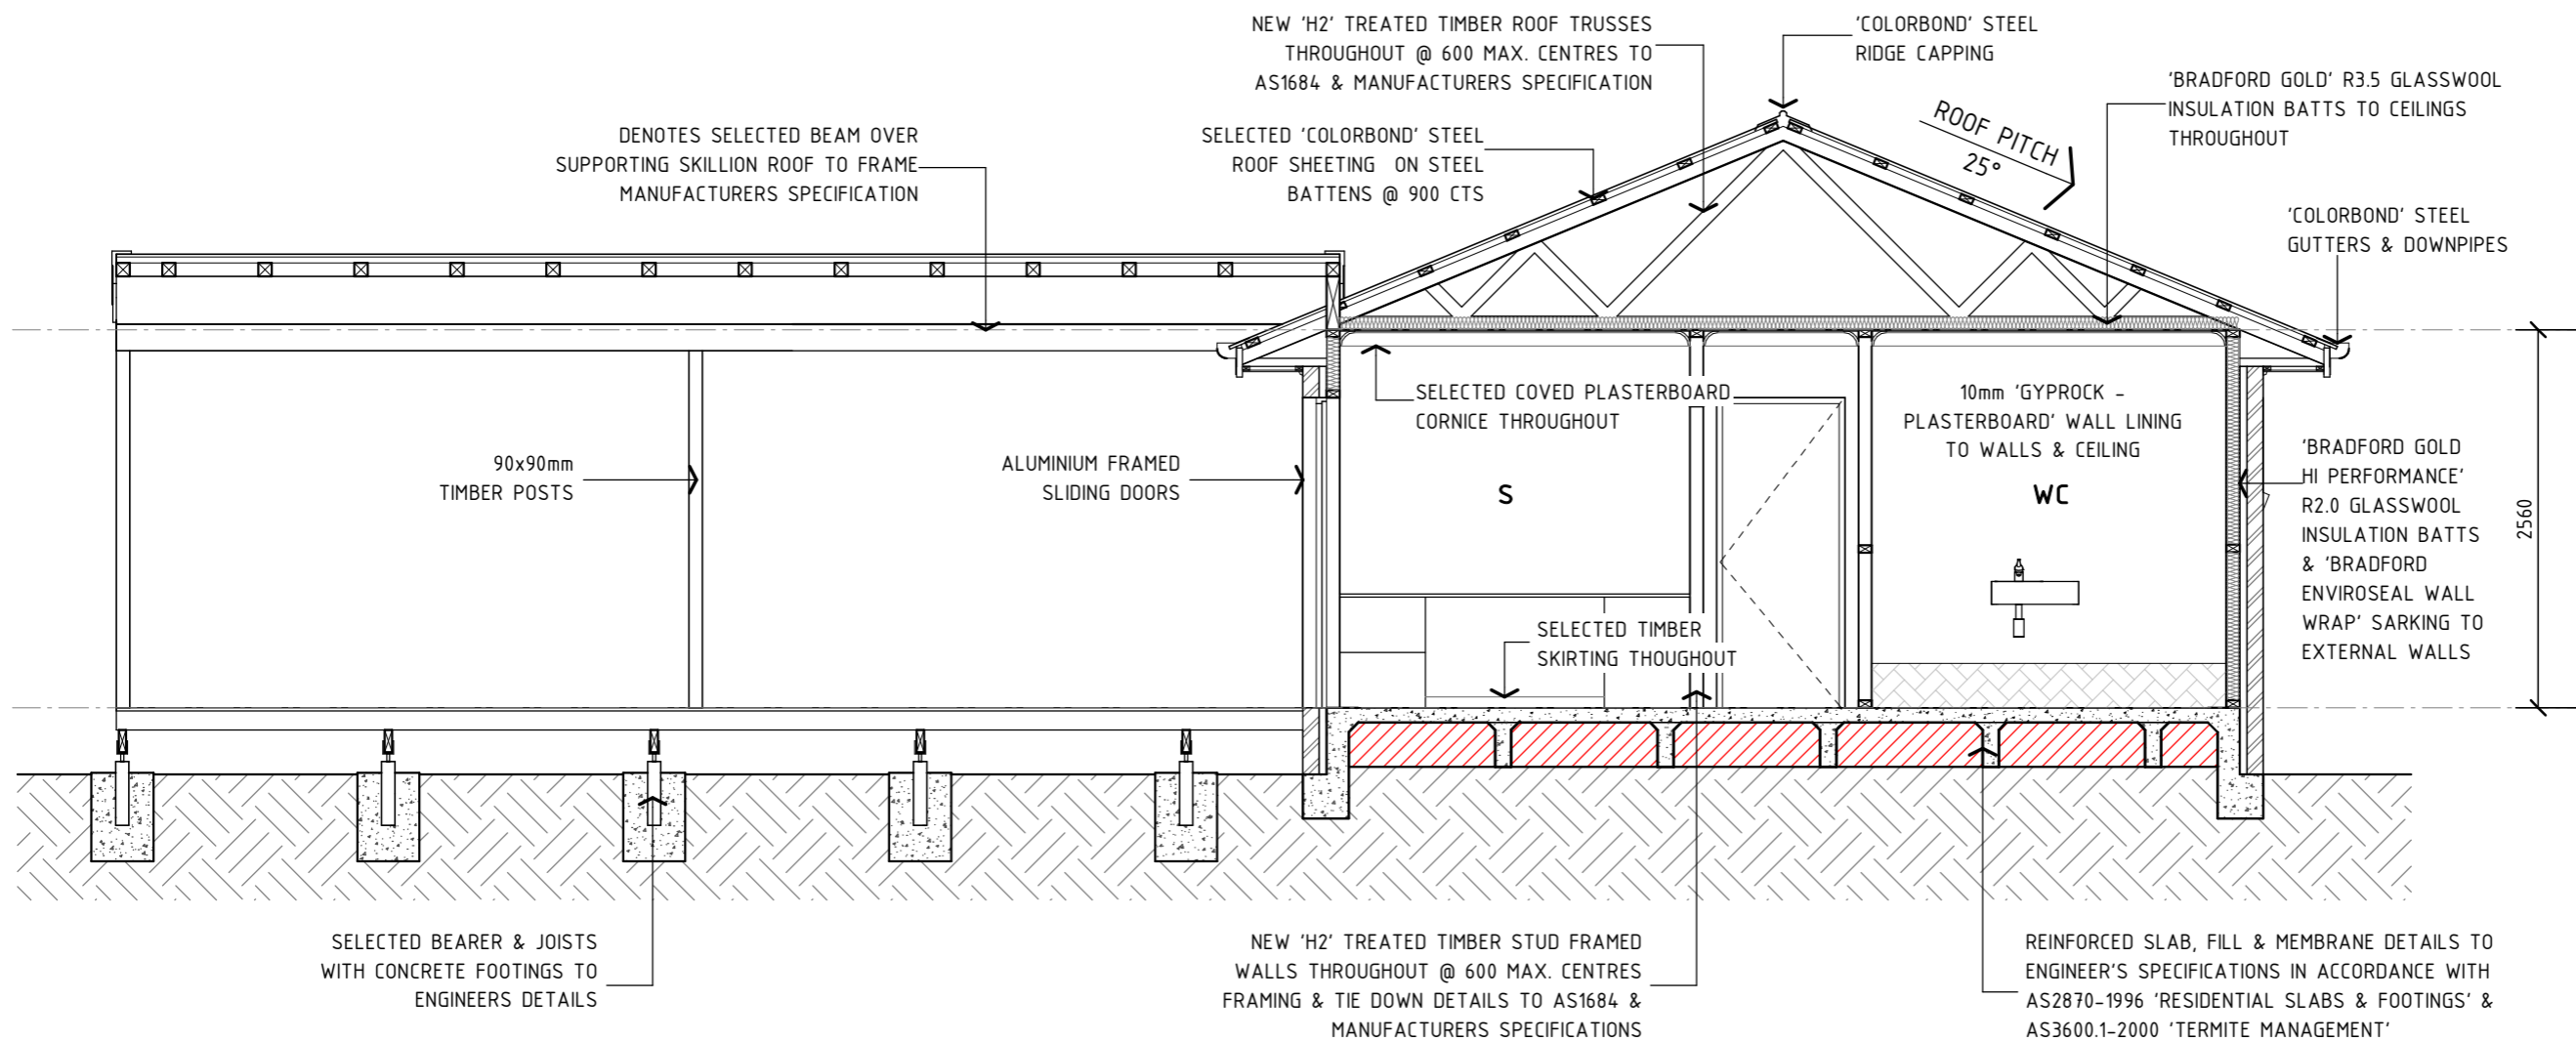 NEW 'H2' TREATED TIMBER ROOF TRUSSES
THROUGHOUT @ 600 MAX. CENTRES TO
AS1684 & MANUFACTURERS SPECIFICATION
'COLORBOND' STEEL
RIDGE CAPPING
'BRADFORD GOLD' R3.5 GLASSWOOL
INSULATION BATTS TO CEILINGS
THROUGHOUT
ROOF PITCH
25°
DENOTES SELECTED BEAM OVER
SUPPORTING SKILLION ROOF TO FRAME
MANUFACTURERS SPECIFICATION
SELECTED 'COLORBOND' STEEL
ROOF SHEETING ON STEEL
BATTENS @ 900 CTS
'COLORBOND' STEEL
GUTTERS & DOWNPIPES
SELECTED COVED PLASTERBOARD
CORNICE THROUGHOUT
10mm 'GYPROCK -
PLASTERBOARD' WALL LINING
TO WALLS & CEILING
90x90mm
TIMBER POSTS
ALUMINIUM FRAMED
SLIDING DOORS
S
WC
'BRADFORD GOLD
HI PERFORMANCE'
R2.0 GLASSWOOL
INSULATION BATTS
& 'BRADFORD
ENVIROSEAL WALL
WRAP' SARKING TO
EXTERNAL WALLS
2560
SELECTED TIMBER
SKIRTING THOUGHOUT
SELECTED BEARER & JOISTS
WITH CONCRETE FOOTINGS TO
ENGINEERS DETAILS
NEW 'H2' TREATED TIMBER STUD FRAMED
WALLS THROUGHOUT @ 600 MAX. CENTRES
FRAMING & TIE DOWN DETAILS TO AS1684 &
MANUFACTURERS SPECIFICATIONS
REINFORCED SLAB, FILL & MEMBRANE DETAILS TO
ENGINEER'S SPECIFICATIONS IN ACCORDANCE WITH
AS2870-1996 'RESIDENTIAL SLABS & FOOTINGS' &
AS3600.1-2000 'TERMITE MANAGEMENT'